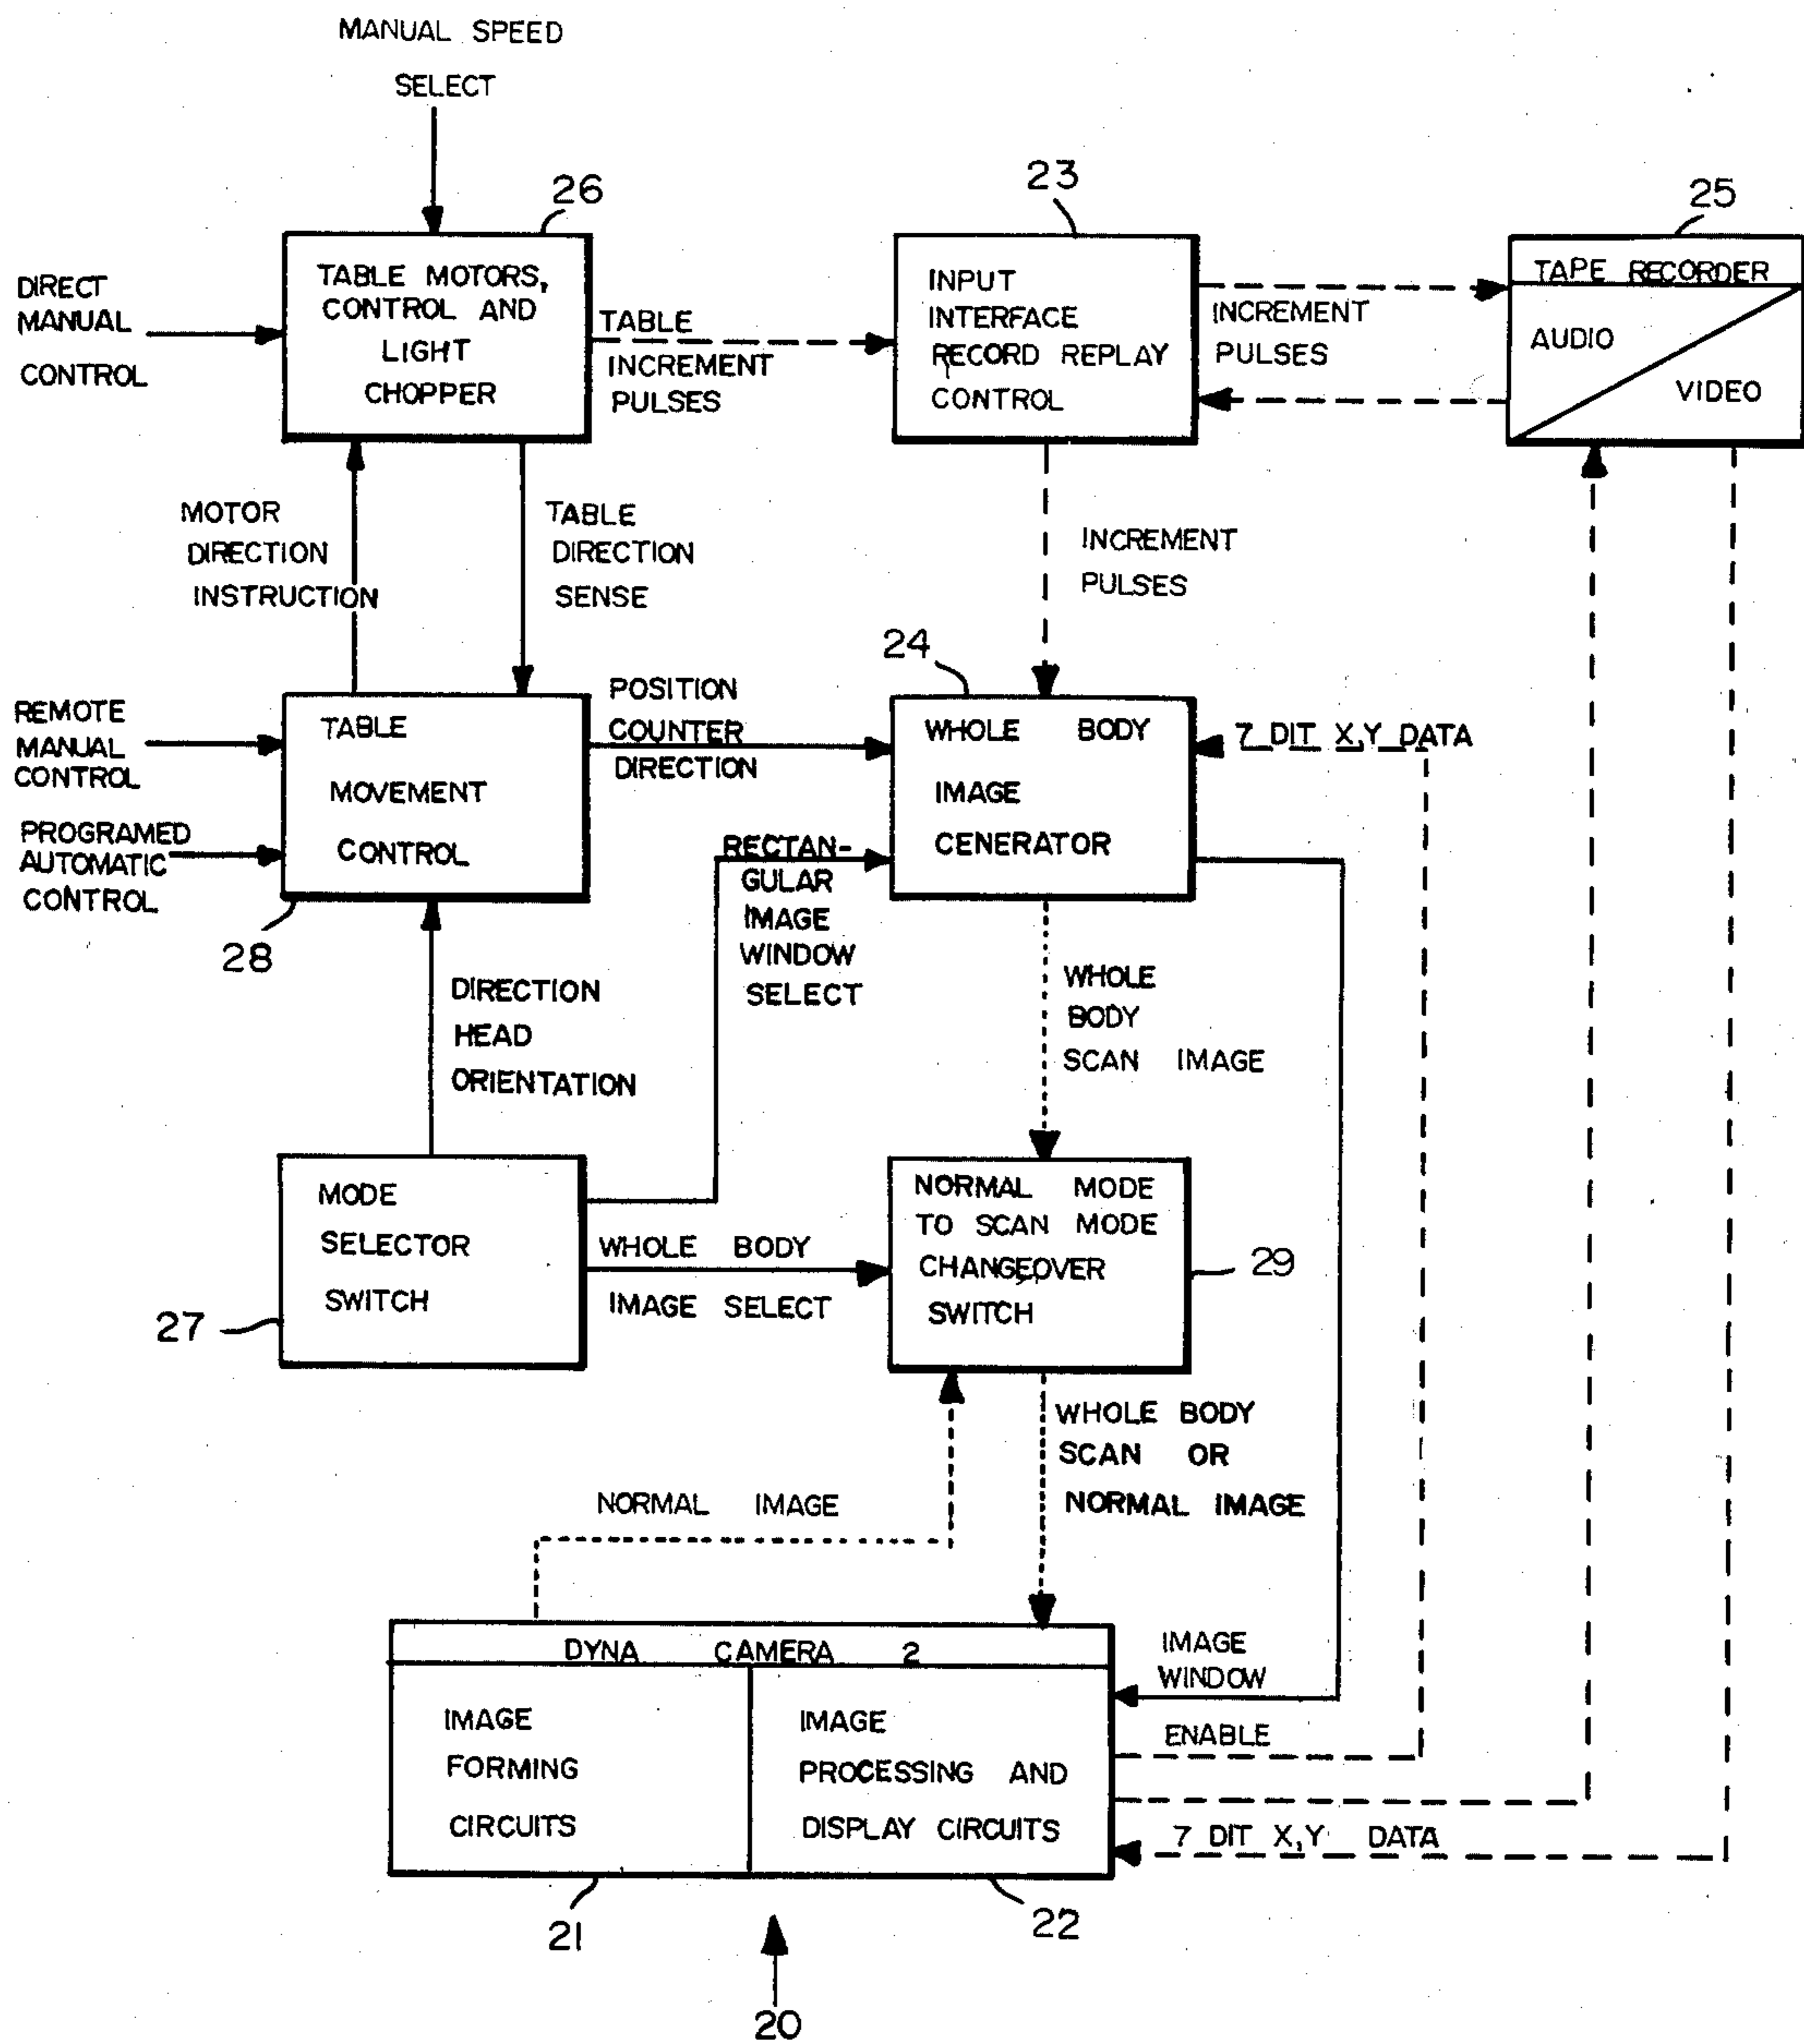 MANUAL SPEED
SELECT
26
23
25
DIRECT
MANUAL
CONTROL
TABLE MOTORS,
CONTROL AND
LIGHT
CHOPPER
TABLE
INCREMENT
PULSES
INPUT
INTERFACE
RECORD REPLAY
CONTROL
INCREMENT
PULSES
TAPE RECORDER
AUDIO
VIDEO
MOTOR
DIRECTION
INSTRUCTION
TABLE
DIRECTION
SENSE
INCREMENT
PULSES
24
REMOTE
MANUAL
CONTROL
PROGRAMED
AUTOMATIC
CONTROL
TABLE
MOVEMENT
CONTROL
28
POSITION
COUNTER
DIRECTION
WHOLE BODY
IMAGE
CENERATOR
7 DIT X,Y DATA
RECTAN-
GULAR
IMAGE
WINDOW
SELECT
DIRECTION
HEAD
ORIENTATION
WHOLE
BODY
SCAN IMAGE
MODE
SELECTOR
SWITCH
27
WHOLE BODY
IMAGE SELECT
NORMAL MODE
TO SCAN MODE
CHANGEOVER
SWITCH
29
NORMAL IMAGE
WHOLE BODY
SCAN OR
NORMAL IMAGE
DYNA CAMERA 2
IMAGE
FORMING
CIRCUITS
IMAGE
PROCESSING AND
DISPLAY CIRCUITS
IMAGE
WINDOW
ENABLE
7 DIT X,Y DATA
21
22
20